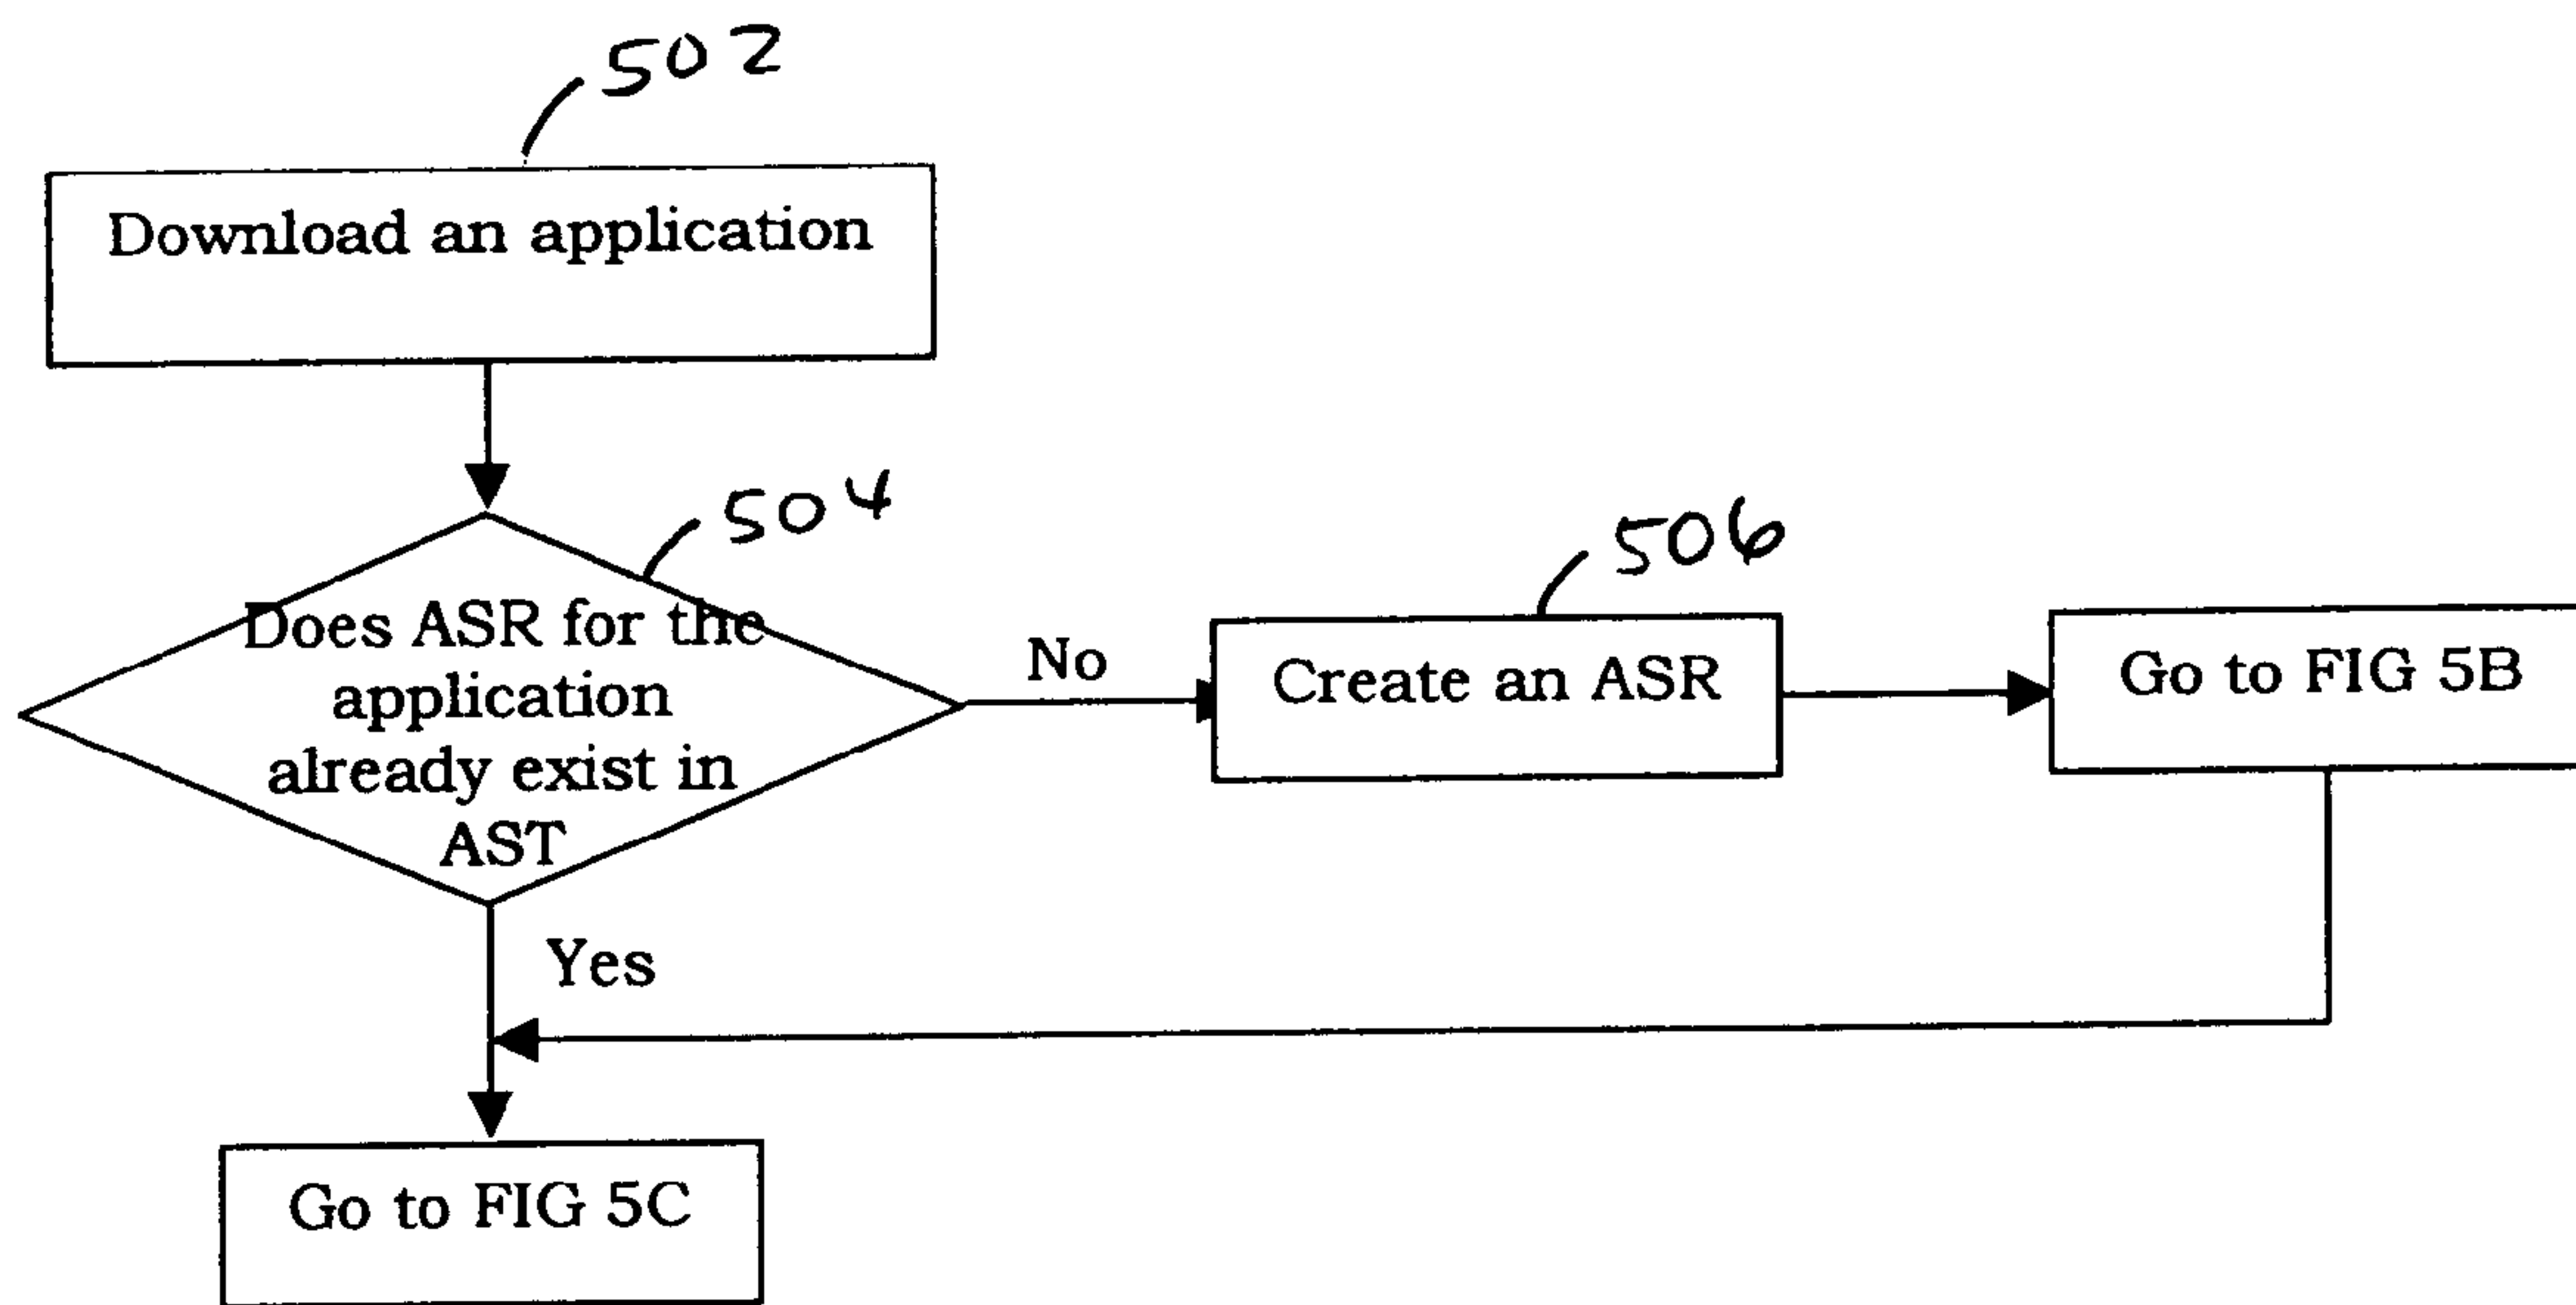 502
Download an application
504
Does ASR for the
application
already exist in
AST
No
506
Create an ASR
Go to FIG 5B
Yes
Go to FIG 5C